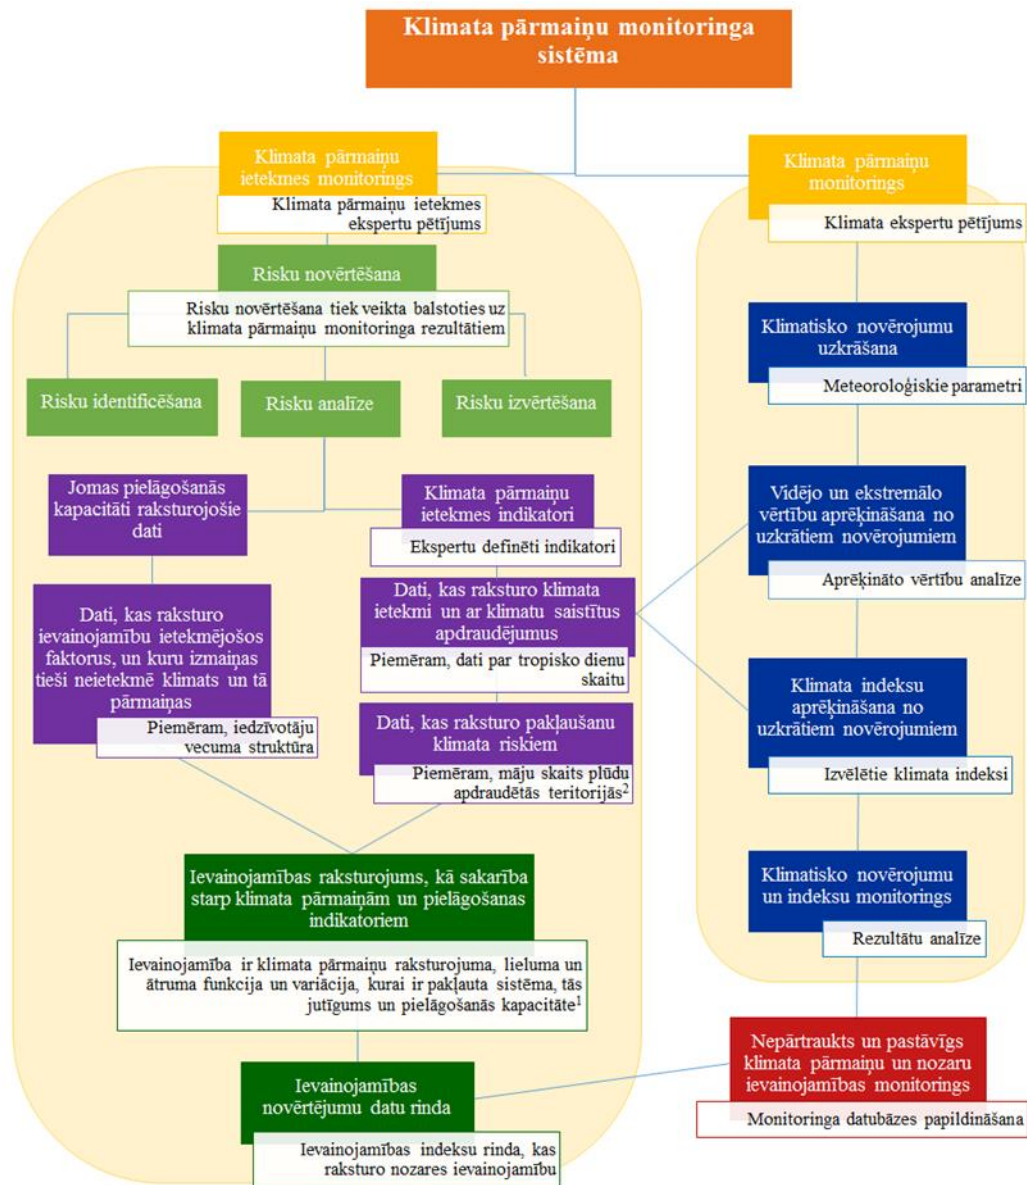 Klimata pārmaiņu monitoringa
sistēma
Klimata pārmaiņu
ietekmes monitorings
Klimata pārmaiņu ietekmes
ekspertu pētījums
Risku novērtēšana
Risku novērtēšana tiek veikta balstoties uz
klimata pārmaiņu monitoringa rezultātiem
Risku identificēšana
Risku analīze
Risku izvērtēšana
Jomas pielāgošanās
kapacitāti raksturojošie
dati
Klimata pārmaiņu
ietekmes indikatori
Ekspertu definēti indikatori
Dati, kas raksturo
ievainojamību ietekmējošos
faktorus, un kuru izmaiņas
tieši neietekmē klimats un tā
pārmaiņas
Piemēram, iedzīvotāju
vecuma struktūra
Dati, kas raksturo klimata
ietekmi un ar klimatu saistītus
apdraudējumus
Piemēram, dati par tropisko dienu
skaitu
Dati, kas raksturo pakļaušanu
klimata riskiem
Piemēram, māju skaits plūdu
apdraudētās teritorijās²
Ievainojamības raksturojums, kā sakarība
starp klimata pārmaiņām un pielāgošanas
indikatoriem
Ievainojamība ir klimata pārmaiņu raksturojuma, lieluma un
ātruma funkcija un variācija, kurai ir pakļauta sistēma, tās
jutīgums un pielāgošanās kapacitāte¹
Ievainojamības
novērtējumu datu rinda
Ievainojamības indeksu rinda, kas
raksturo nozares ievainojamību
Klimata pārmaiņu
monitorings
Klimata ekspertu pētījums
Klimatisko novērojumu
uzkrāšana
Meteoroloģiskie parametri
Vidējo un ekstremālo
vērtību aprēķināšana no
uzkrātiem novērojumiem
Aprēķināto vērtību analīze
Klimata indeksu
aprēķināšana no
uzkrātiem novērojumiem
Izvēlētie klimata indeksi
Klimatisko novērojumu
un indeksu monitorings
Rezultātu analīze
Nepārtraukts un pastāvīgs
klimata pārmaiņu un nozaru
ievainojamības monitorings
Monitoringa datubāzes papildināšana